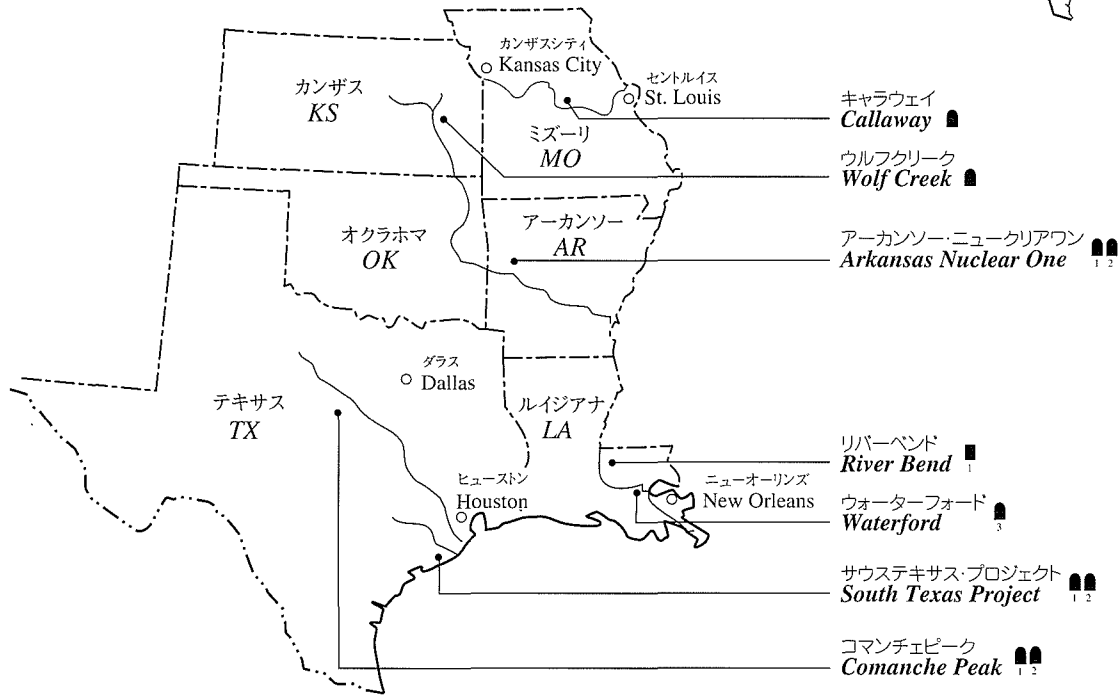 カンザスシティ
Kansas City
セントルイス
St. Louis
カンザス
KS
ミズーリ
MO
オクラホマ
OK
アーカンソー
AR
ダラス
Dallas
テキサス
TX
ルイジアナ
LA
ヒューストン
Houston
ニューオーリンズ
New Orleans
キャラウェイ
Callaway
ウルフクリーク
Wolf Creek
アーカンソー・ニュークリアワン
Arkansas Nuclear One
1 2
リバーベンド
River Bend
1
ウォーターフォード
Waterford
3
サウステキサス・プロジェクト
South Texas Project
1 2
コマンチェピーク
Comanche Peak
1 2